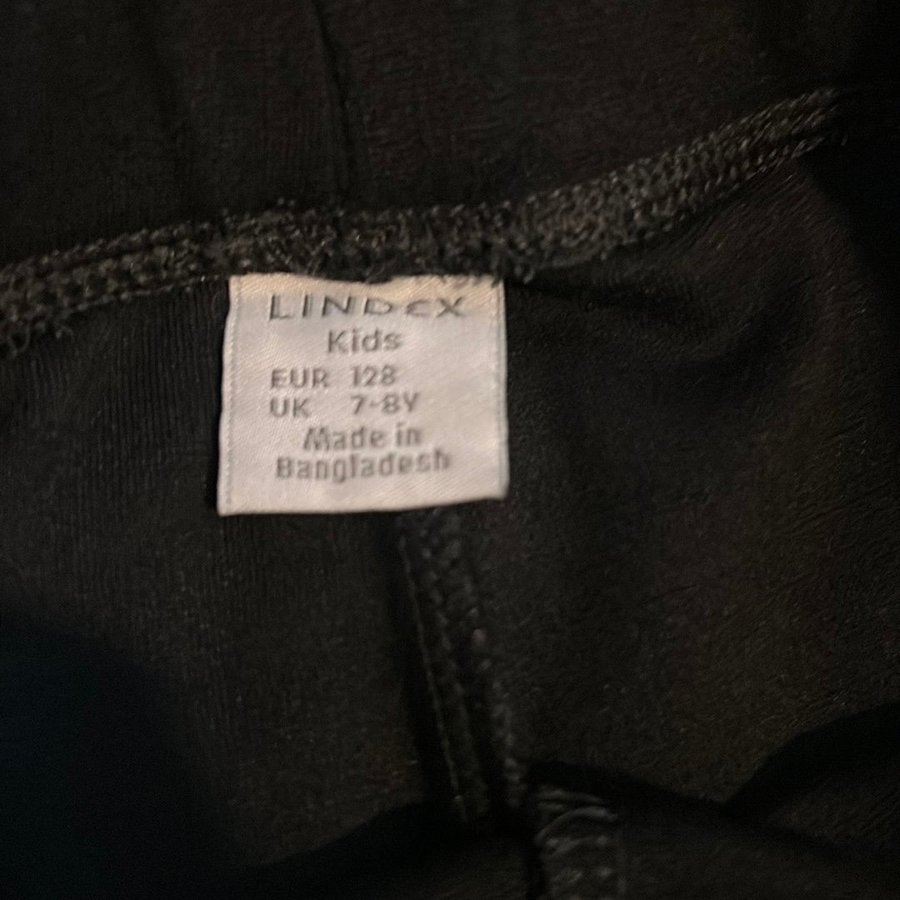 LINDEX
Kids
EUR 128
UK 7-8Y
Made in
Bangladesh